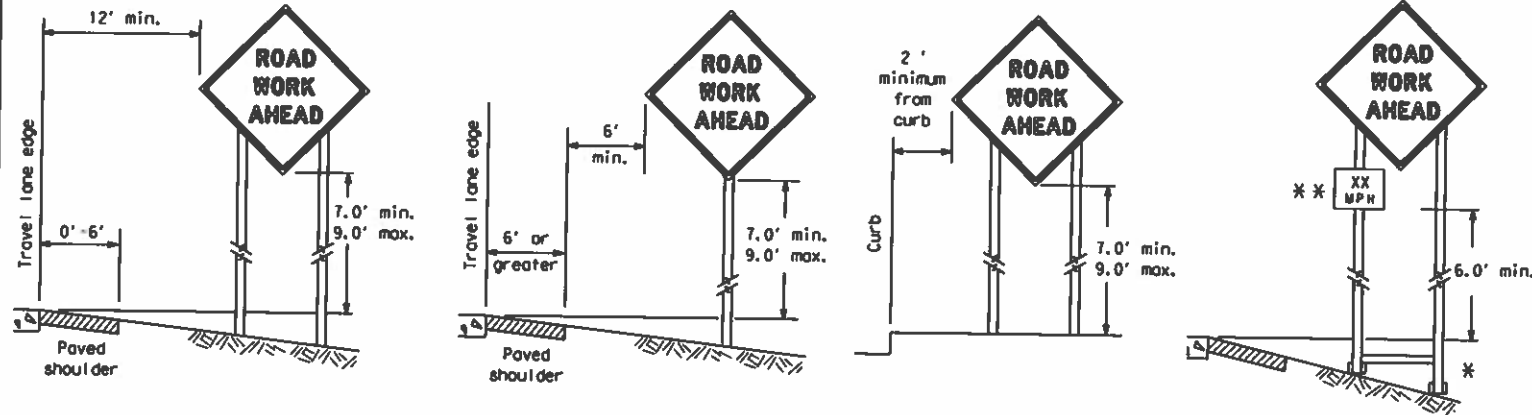 12' min.
ROAD
WORK
AHEAD
Travel lane edge
0'-6'
7.0' min.
9.0' max.
Paved
shoulder
ROAD
WORK
AHEAD
Travel lane edge
6'
min.
6' or
greater
7.0' min.
9.0' max.
Paved
shoulder
2'
minimum
from
curb
ROAD
WORK
AHEAD
Curb
7.0' min.
9.0' max.
ROAD
WORK
AHEAD
* *
XX
MPH
6.0' min.
*